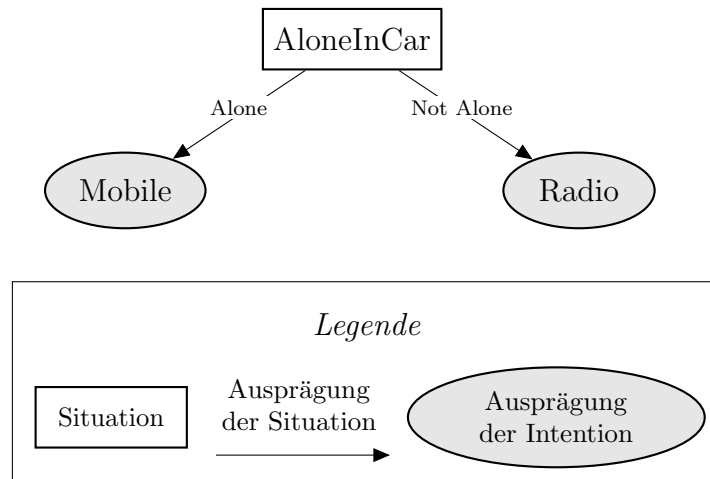 AloneInCar
Alone
Not Alone
Mobile
Radio
Legende
Situation
Ausprägung
der Situation
Ausprägung
der Intention